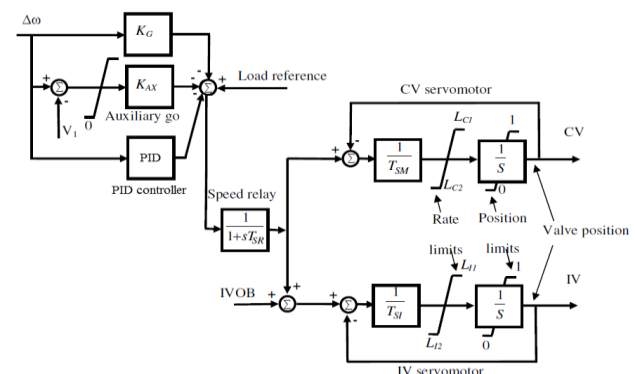 Δω
K_G
+
-
-
-
-
+
Load reference
+
-
K_AX
0
Auxiliary go
V_1
PID
PID controller
Speed relay
1
1+sT_SR
CV servomotor
-
+
Σ
1
T_SM
L_C1
L_C2
1
1
S
0
CV
Rate
Position
Valve position
limits
limits
IVOB
+
+
Σ
+
-
Σ
1
T_SI
L_I1
L_I2
1
1
S
0
IV
IV servomotor